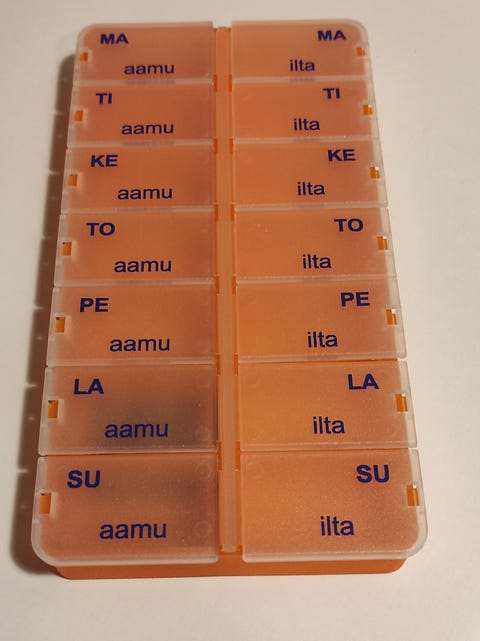 MA MA
aamu ilta
TI TI
aamu ilta
KE KE
aamu ilta
TO TO
aamu ilta
PE PE
aamu ilta
LA LA
aamu ilta
SU SU
aamu ilta